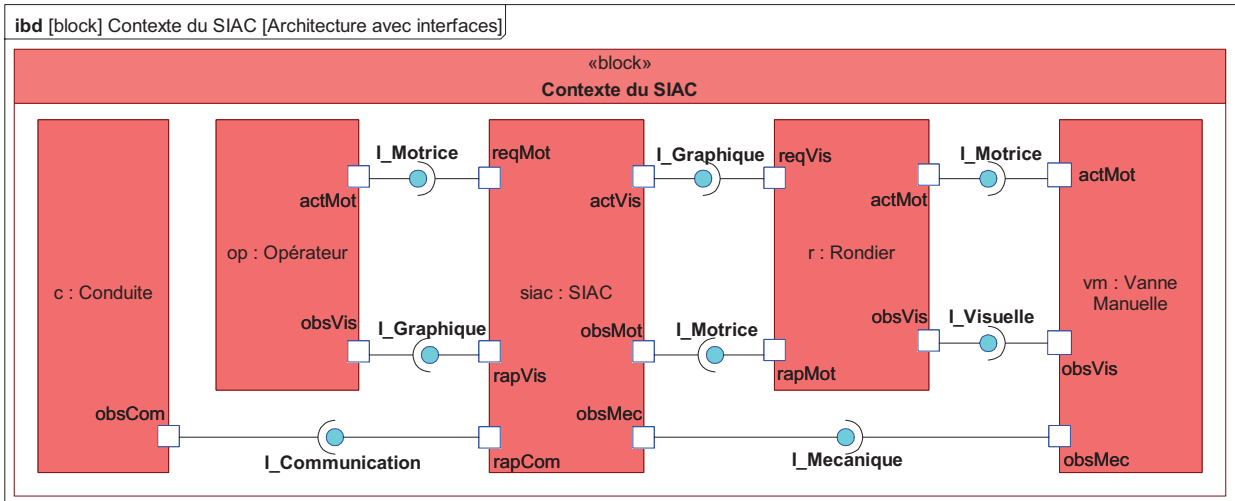 ibd [block] Contexte du SIAC [Architecture avec interfaces]
«block»
Contexte du SIAC
I_Motrice
reqMot
I_Graphique
reqVis
I_Motrice
actMot
actMot
actVis
actMot
op : Opérateur
r : Rondier
c : Conduite
siac : SIAC
vm : Vanne
Manuelle
obsVis
I_Graphique
obsMot
I_Motrice
obsVis
I_Visuelle
rapVis
rapMot
obsVis
obsCom
obsMec
I_Communication
rapCom
I_Mecanique
obsMec